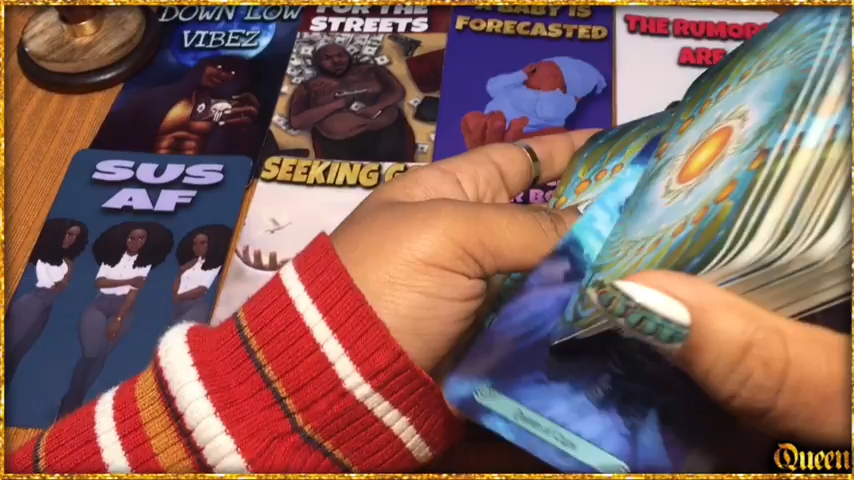 DOWN LOW
VIBEZ
FOR THE
STREETS
BABY IS
FORECASTED
THE RUMORS
ARE
SUS
AF
SEEKING
Queen